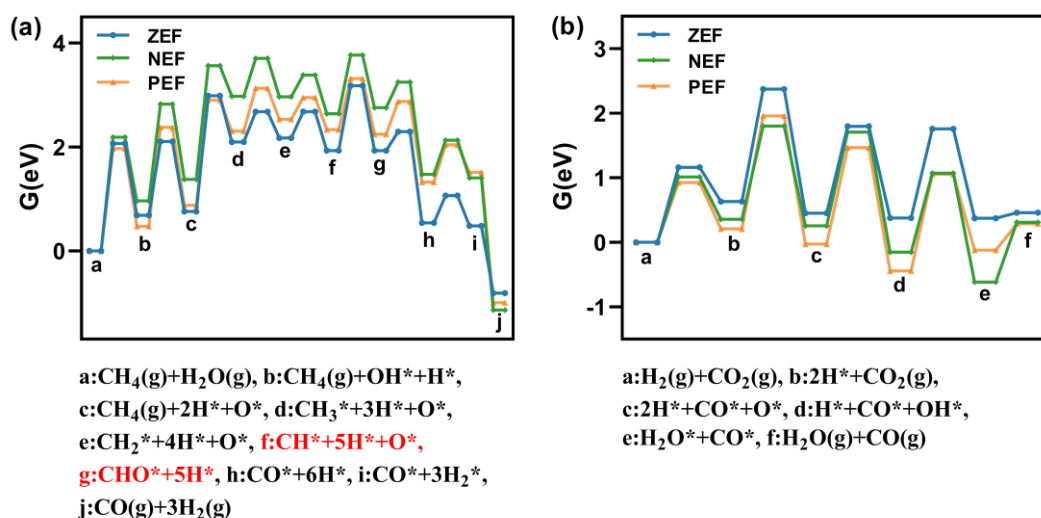 (a)
ZEF
NEF
PEF
G(eV)
4
2
0
a
b
c
d
e
f
g
h
i
j
a:CH₄(g)+H₂O(g), b:CH₄(g)+OH*+H*,
c:CH₄(g)+2H*+O*, d:CH₃*+3H*+O*,
e:CH₂*+4H*+O*, f:CH*+5H*+O*,
g:CHO*+5H*, h:CO*+6H*, i:CO*+3H₂*,
j:CO(g)+3H₂(g)
(b)
ZEF
NEF
PEF
G(eV)
3
2
1
0
-1
a
b
c
d
e
f
a:H₂(g)+CO₂(g), b:2H*+CO₂(g),
c:2H*+CO*+O*, d:H*+CO*+OH*,
e:H₂O*+CO*, f:H₂O(g)+CO(g)